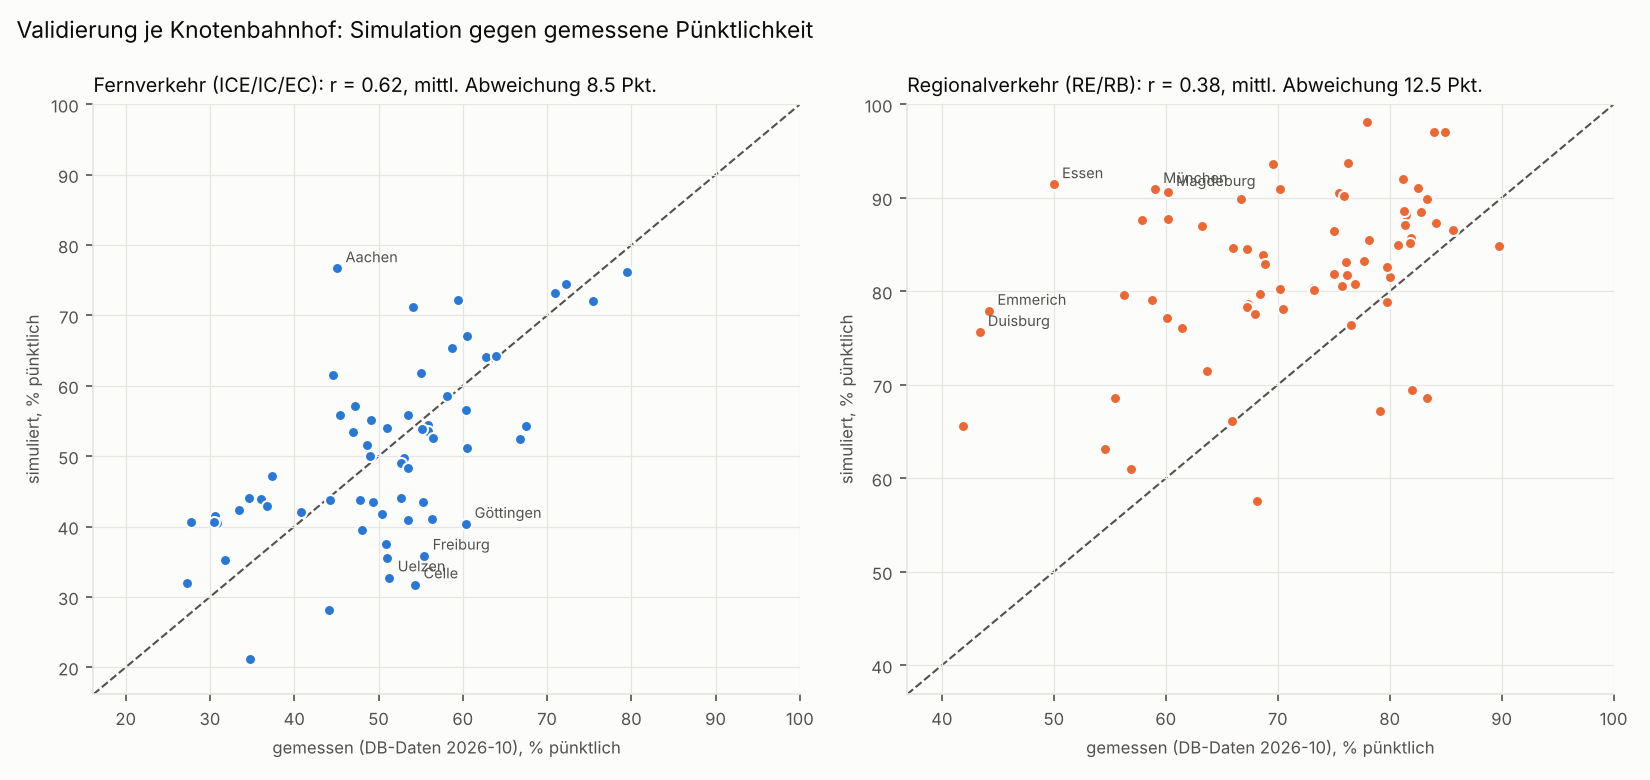 Validierung je Knotenbahnhof: Simulation gegen gemessene Pünktlichkeit
Fernverkehr (ICE/IC/EC): r = 0.62, mittl. Abweichung 8.5 Pkt.
100
90
80
70
60
50
40
30
20
simuliert, % pünktlich
Aachen
Göttingen
Freiburg
Uelzen
Celle
20 30 40 50 60 70 80 90 100
gemessen (DB-Daten 2026-10), % pünktlich
Regionalverkehr (RE/RB): r = 0.38, mittl. Abweichung 12.5 Pkt.
100
90
80
70
60
50
40
simuliert, % pünktlich
Essen
München
Magdeburg
Emmerich
Duisburg
40 50 60 70 80 90 100
gemessen (DB-Daten 2026-10), % pünktlich